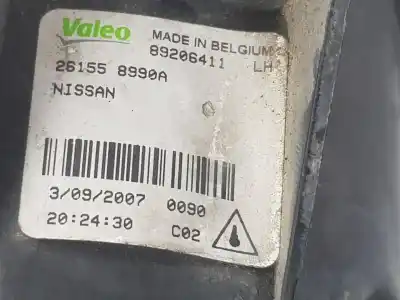 Valeo MADE IN BELGIUM
89206411 LH
26155 8990A
NISSAN
3/09/2007 0090
20:24:30 C02